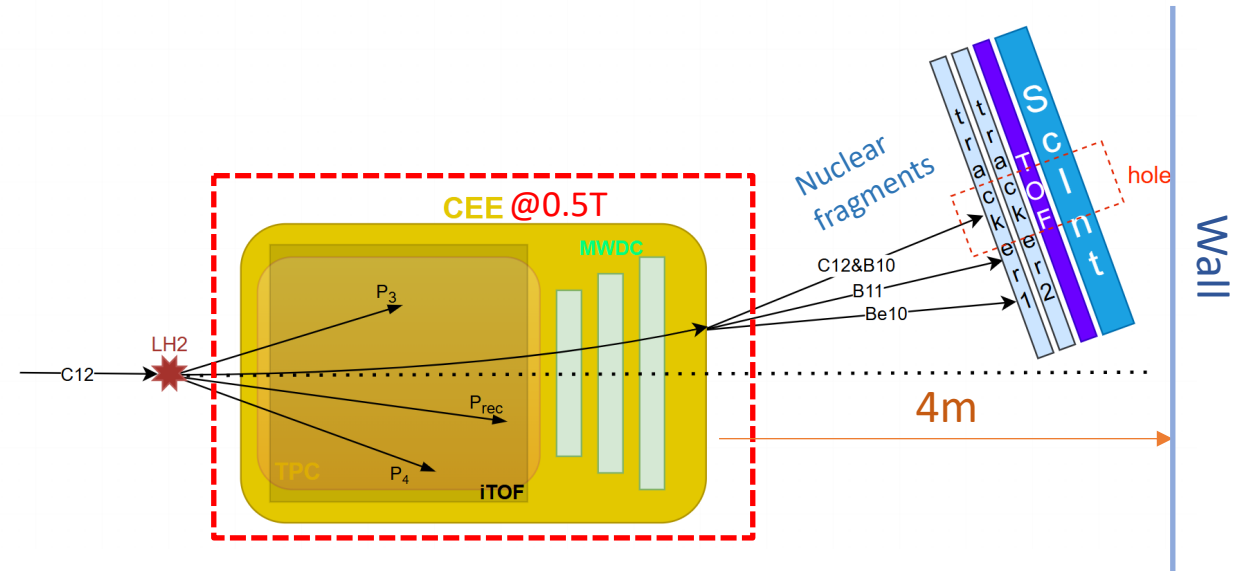 C12
LH2
CEE @0.5T
MWDC
P3
Prec
P4
TPC
iTOF
Nuclear
fragments
C12&B10
B11
Be10
tracker1
tracker2
TOF
ScInt
hole
Wall
4m